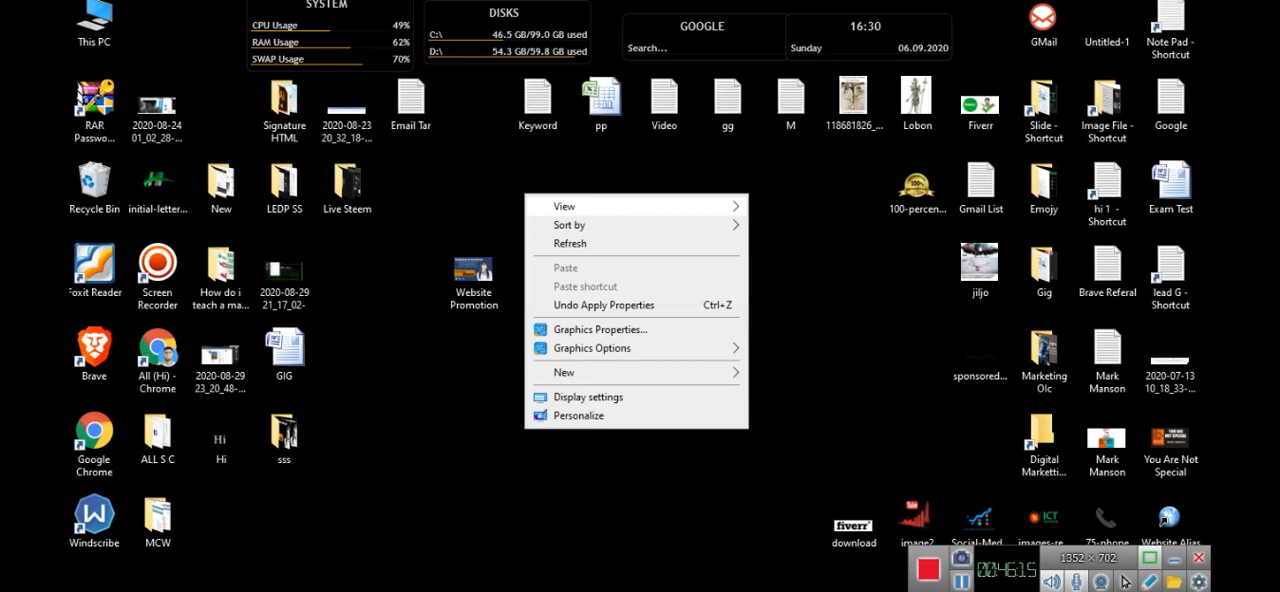 SYSTEM
CPU Usage 49%
RAM Usage 62%
SWAP Usage 70%
DISKS
C:\ 46.5 GB/99.0 GB used
D:\ 54.3 GB/59.8 GB used
GOOGLE
Search...
16:30
Sunday 06.09.2020
This PC
GMail
Untitled-1
Note Pad -
Shortcut
RAR
Passwo...
2020-08-24
01_02_28-...
Signature
HTML
2020-08-23
20_32_18-...
Email Tar
Keyword
pp
Video
gg
M
118681826_...
Lobon
Fiverr
Slide -
Shortcut
Image File -
Shortcut
Google
Recycle Bin
initial-letter...
New
LEDP SS
Live Steem
100-percen...
Gmail List
Emojy
hi 1 -
Shortcut
Exam Test
View
Sort by
Refresh
Paste
Paste shortcut
Undo Apply Properties Ctrl+Z
Graphics Properties...
Graphics Options
New
Display settings
Personalize
Foxit Reader
Screen
Recorder
How do i
teach a ma...
2020-08-29
21_17_02-...
Website
Promotion
jiljo
Gig
Brave Referal
lead G -
Shortcut
Brave
All (Hi) -
Chrome
2020-08-29
23_20_48-...
GIG
sponsored...
Marketing
Olc
Mark
Manson
2020-07-13
10_18_33-...
Google
Chrome
ALL S C
Hi
Hi
sss
Digital
Marketti...
Mark
Manson
You Are Not
Special
Windscribe
MCW
fiverr
download
image2
Social-Med...
ICT
images-re...
75-phone...
Website Alias
00:46:15
1352 × 702